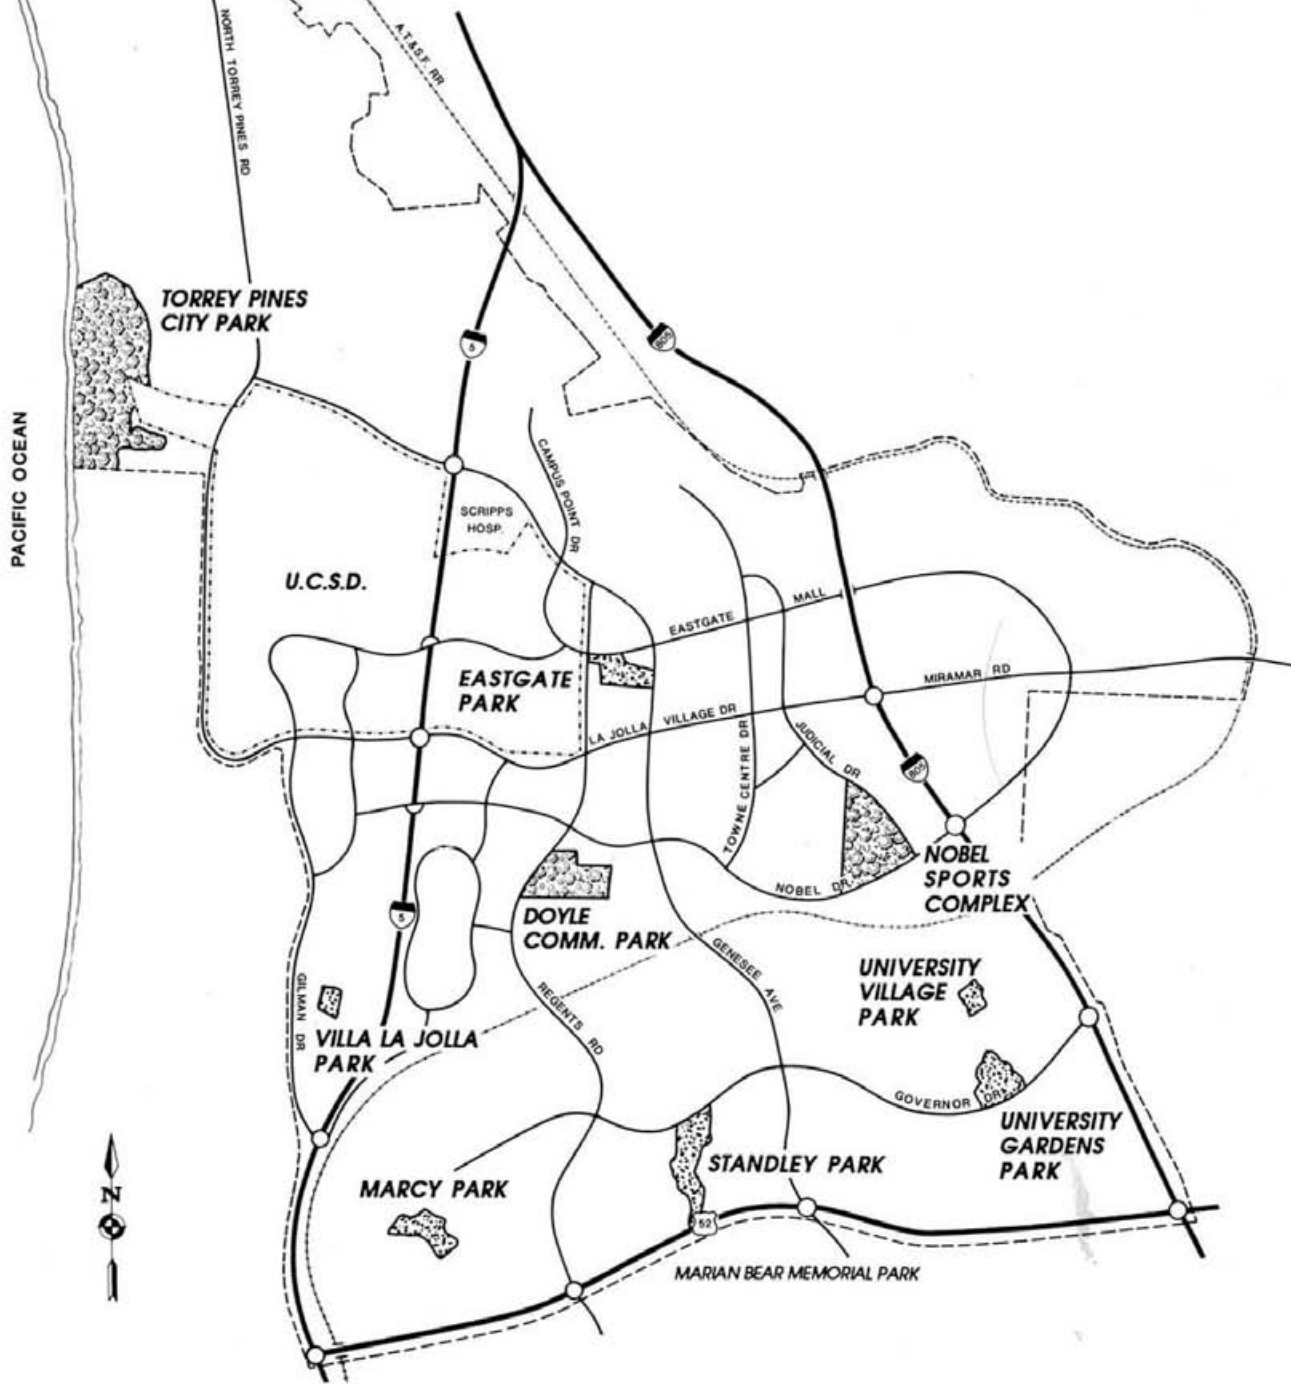 NORTH TORREY PINES RD
A.T.&S.F. RR
TORREY PINES
CITY PARK
5
805
PACIFIC OCEAN
CAMPUS POINT DR
SCRIPPS
HOSP.
U.C.S.D.
EASTGATE MALL
EASTGATE
PARK
MIRAMAR RD
LA JOLLA VILLAGE DR
TOWNE CENTRE DR
JUDICIAL DR
805
NOBEL DR
NOBEL
SPORTS
COMPLEX
5
DOYLE
COMM. PARK
GENESEE AVE
UNIVERSITY
VILLAGE
PARK
GILMAN DR
REGENTS RD
VILLA LA JOLLA
PARK
GOVERNOR DR
UNIVERSITY
GARDENS
PARK
STANDLEY PARK
MARCY PARK
N
52
MARIAN BEAR MEMORIAL PARK